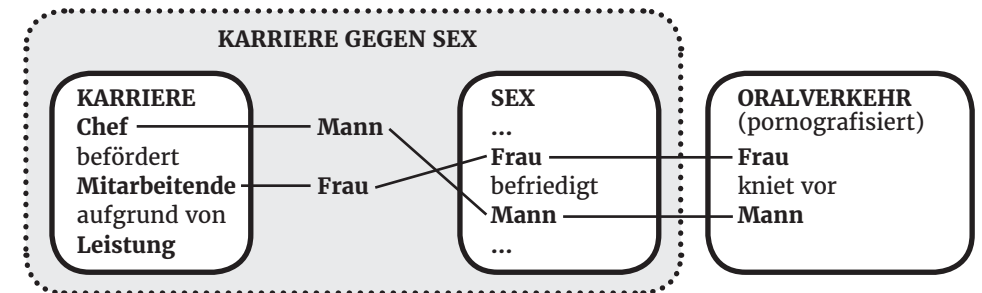 KARRIERE GEGEN SEX
KARRIERE
Chef
befördert
Mitarbeitende
aufgrund von
Leistung
Mann
Frau
SEX
...
Frau
befriedigt
Mann
...
ORALVERKEHR
(pornografisiert)
Frau
kniet vor
Mann